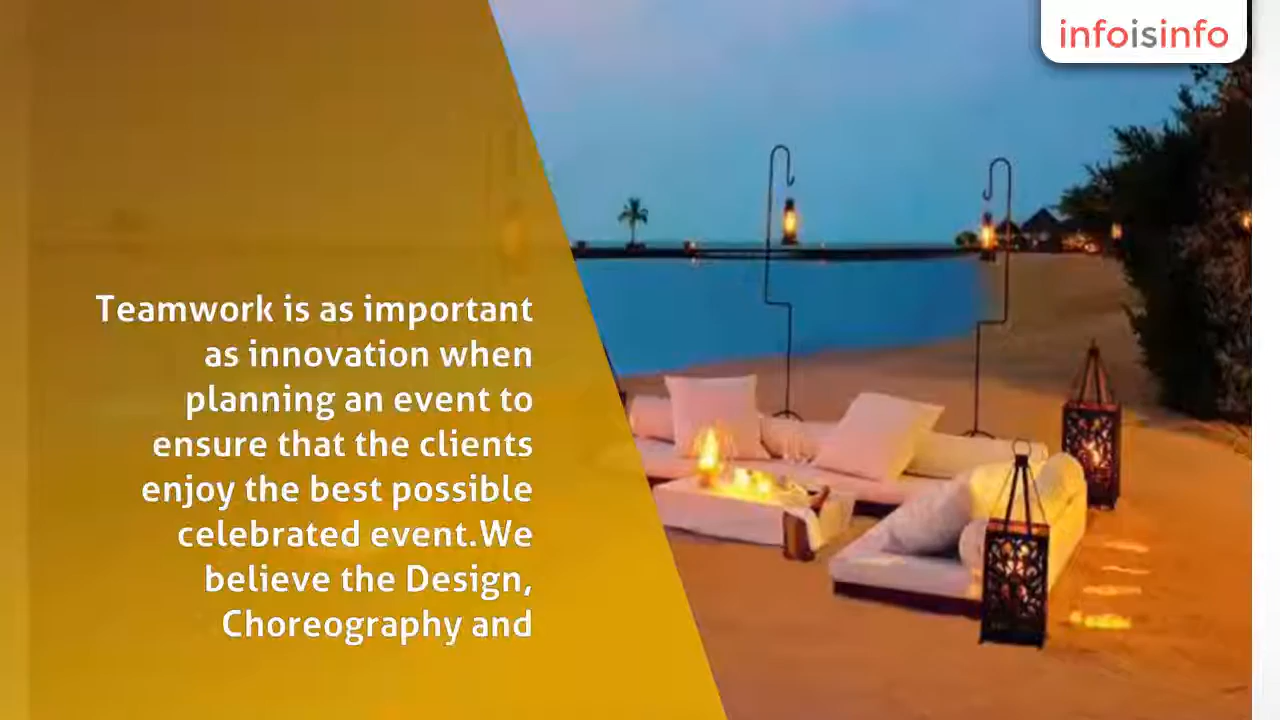 infoisinfo
Teamwork is as important
as innovation when
planning an event to
ensure that the clients
enjoy the best possible
celebrated event.We
believe the Design,
Choreography and